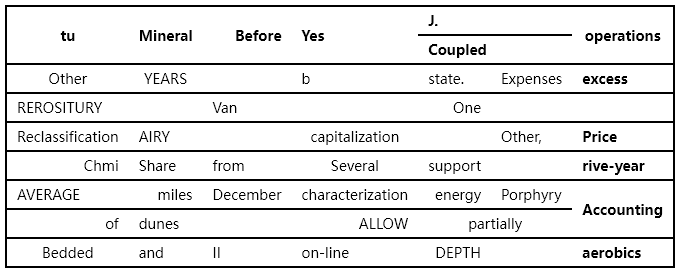 tu Mineral Before Yes J. operations
Coupled
Other YEARS b state. Expenses excess
REROSITURY Van One
Reclassification AIRY capitalization Other, Price
Chmi Share from Several support rive-year
AVERAGE miles December characterization energy Porphyry Accounting
of dunes ALLOW partially
Bedded and II on-line DEPTH aerobics